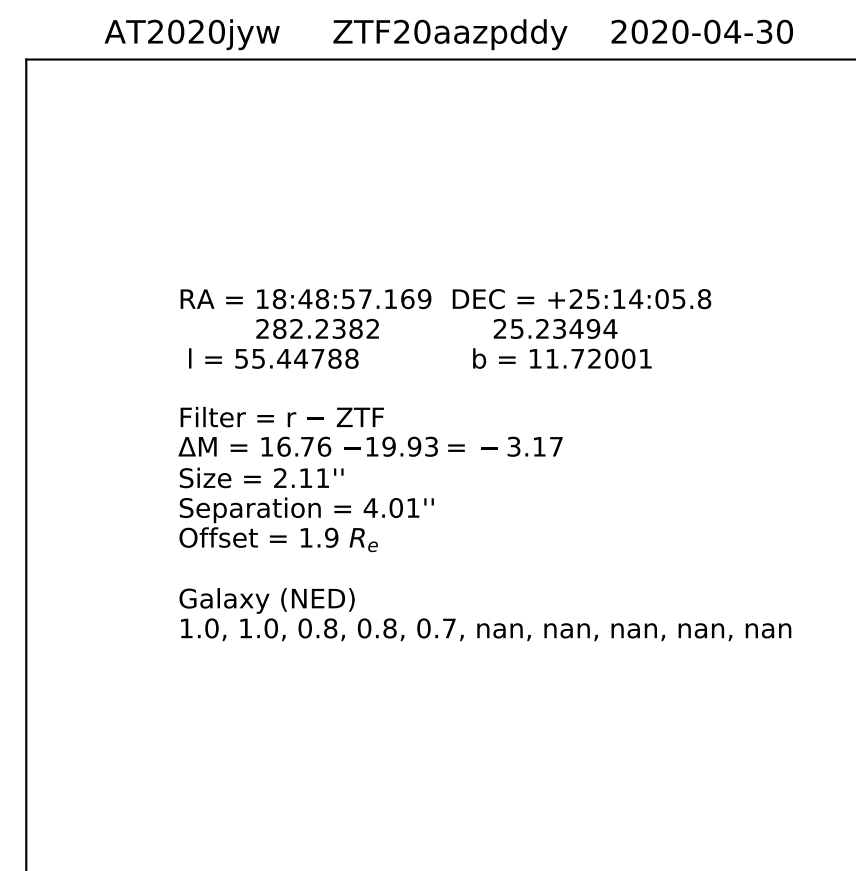 AT2020jyw ZTF20aazpddy 2020-04-30
RA = 18:48:57.169 DEC = +25:14:05.8
282.2382 25.23494
l = 55.44788 b = 11.72001
Filter = r − ZTF
ΔM = 16.76 −19.93 = − 3.17
Size = 2.11''
Separation = 4.01''
Offset = 1.9 Re
Galaxy (NED)
1.0, 1.0, 0.8, 0.8, 0.7, nan, nan, nan, nan, nan